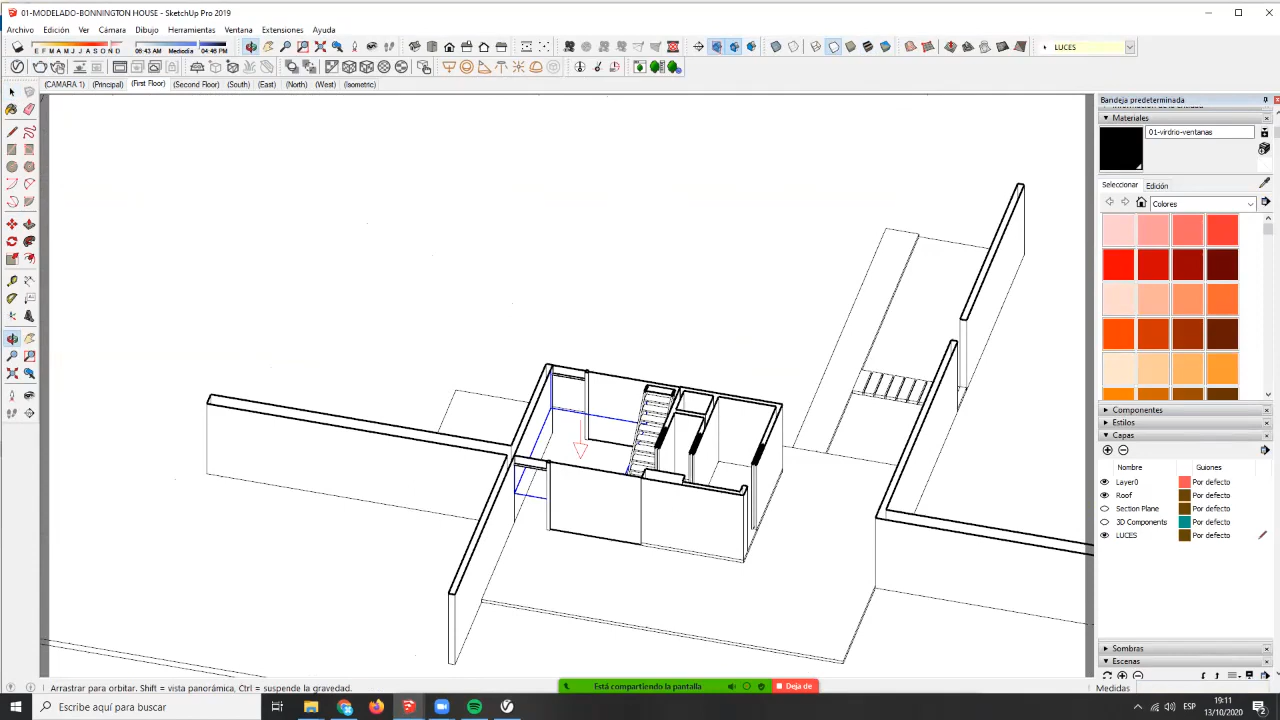 01-MODELADO-BONNINGTON HOUSE - SketchUp Pro 2019
Archivo Edición Ver Cámara Dibujo Herramientas Ventana Extensiones Ayuda
E F M A M J J A S O N D 06:43 AM Mediodía 04:46 PM LUCES
(CAMARA 1) (Principal) (First Floor) (Second Floor) (South) (East) (North) (West) (Isometric)
Bandeja predeterminada
Materiales
01-virdrio-ventanas
Seleccionar Edición
Colores
Components
Estilos
Capas
Nombre Guiones
Layer0 Por defecto
Roof Por defecto
Section Plane Por defecto
3D Components Por defecto
LUCES Por defecto
Sombras
Escenas
Arrastrar para orbitar. Shift = vista panorámica, Ctrl = suspende la gravedad.
Está compartiendo la pantalla
Deja de
Medidas
Escribe aquí para buscar
ESP
19:11
13/10/2020
2